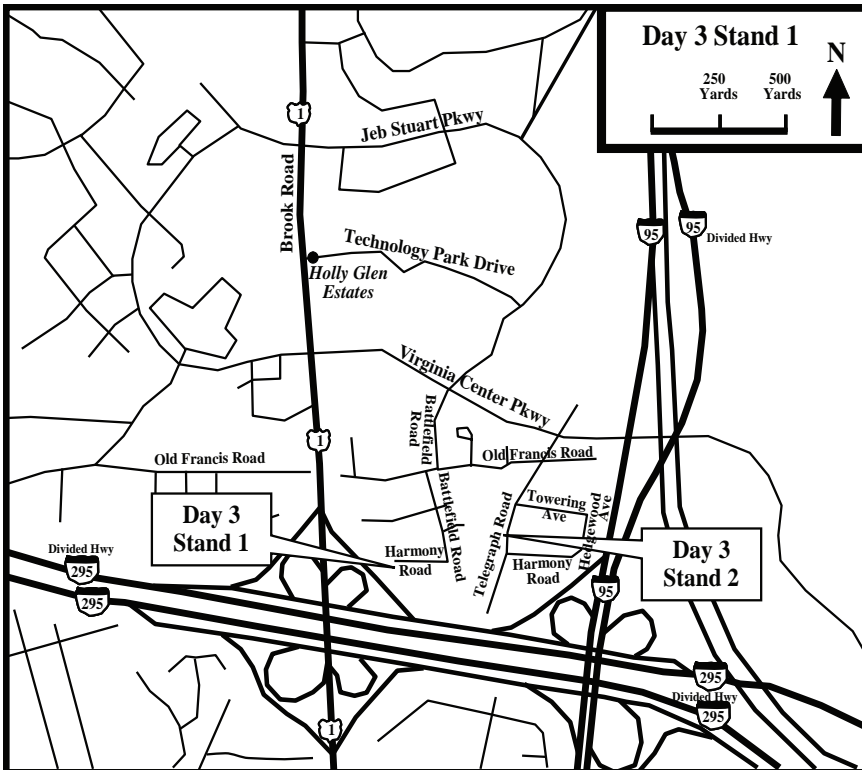 Day 3 Stand 1
N
250
Yards
500
Yards
1
Jeb Stuart Pkwy
Brook Road
95
95
Divided Hwy
Technology Park Drive
Holly Glen
Estates
Virginia Center Pkwy
Battlefield
Road
1
Old Francis Road
Old Francis Road
Battlefield Road
Telegraph Road
Towering
Ave
Hedgewood
Ave
Day 3
Stand 1
Harmony
Road
Harmony
Road
Day 3
Stand 2
Divided Hwy
295
295
95
295
Divided Hwy
295
1